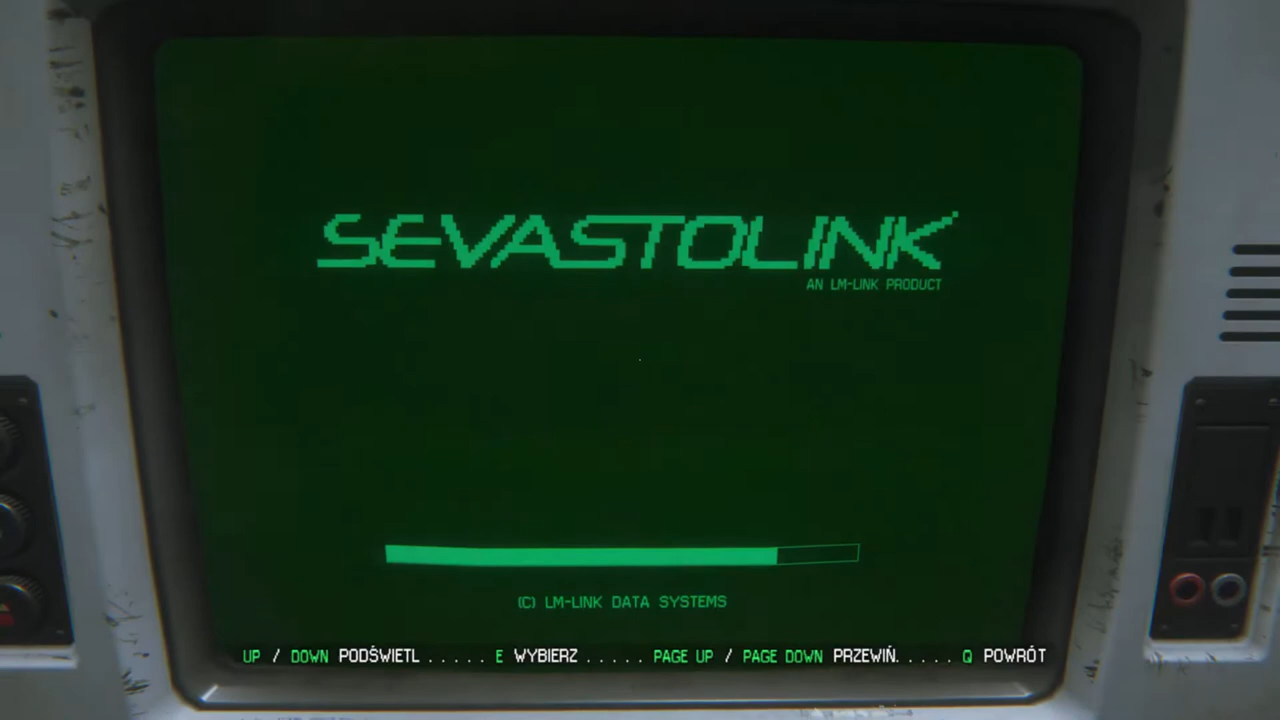 SEVASTOLINK
AN LM-LINK PRODUCT
(C) LM-LINK DATA SYSTEMS
UP / DOWN PODŚWIETL ..... E WYBIERZ ..... PAGE UP / PAGE DOWN PRZEWIŃ..... Q POWRÓT